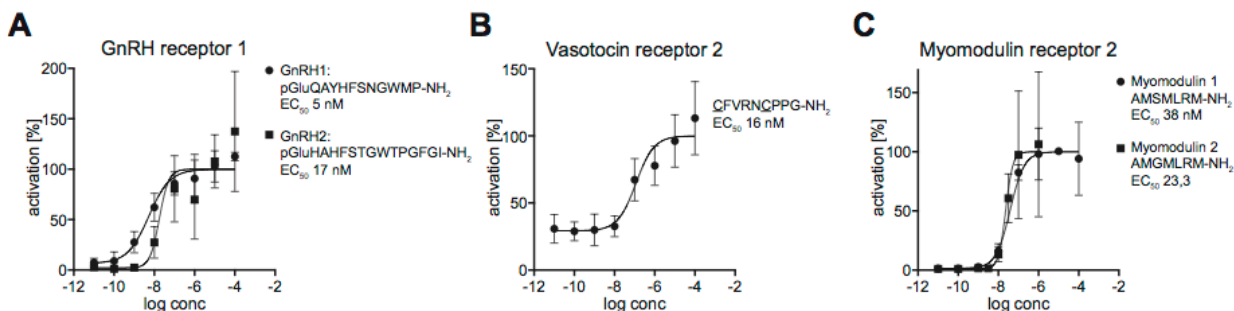 A
GnRH receptor 1
200
150
100
50
0
activation [%]
-12
-10
-8
-6
-4
-2
log conc
GnRH1:
pGluQAYHFSNGWMP-NH2
EC50 5 nM
GnRH2:
pGluHAHFSTGWTPGFGI-NH2
EC50 17 nM
B
Vasotocin receptor 2
150
100
50
0
activation [%]
-12
-10
-8
-6
-4
-2
log conc
CFVRNCPPG-NH2
EC50 16 nM
C
Myomodulin receptor 2
100
50
0
activation [%]
-12
-10
-8
-6
-4
-2
log conc
Myomodulin 1
AMSMLRM-NH2
EC50 38 nM
Myomodulin 2
AMGMLRM-NH2
EC50 23,3